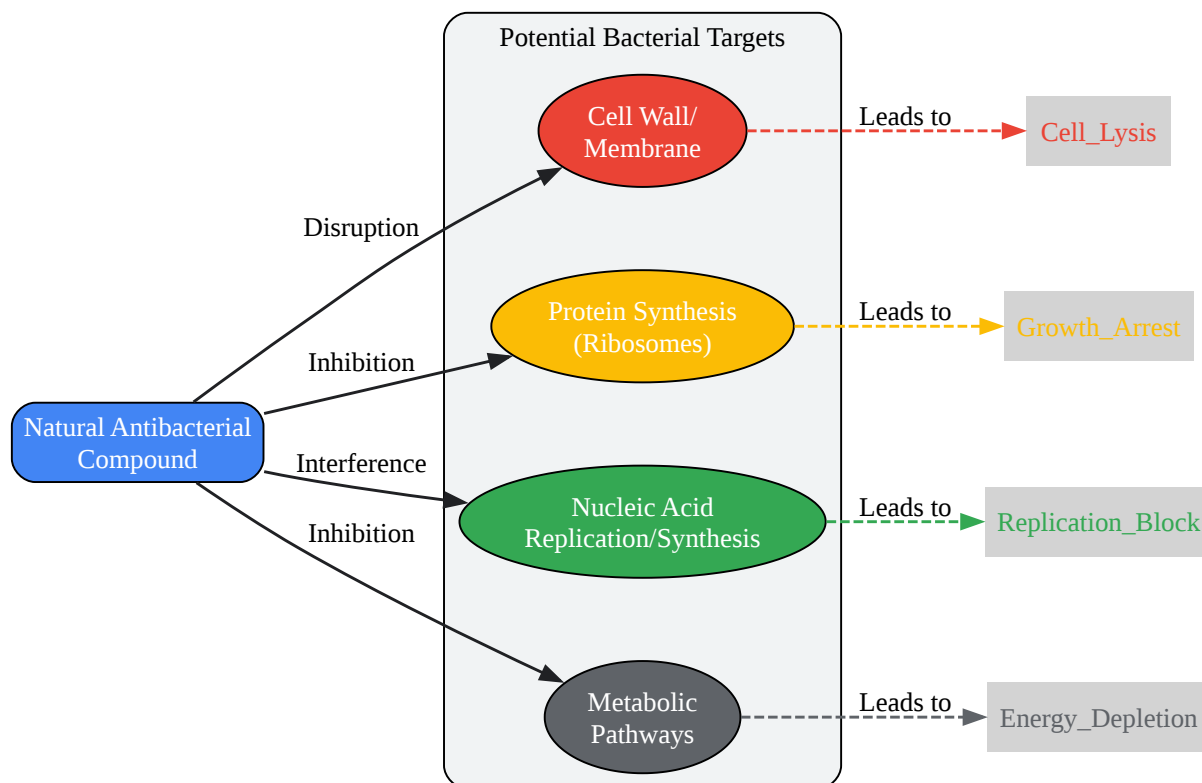 Potential Bacterial Targets
Cell Wall/
Membrane
Leads to
Cell_Lysis
Disruption
Protein Synthesis
(Ribosomes)
Leads to
Growth_Arrest
Inhibition
Natural Antibacterial
Compound
Interference
Nucleic Acid
Replication/Synthesis
Leads to
Replication_Block
Inhibition
Metabolic
Pathways
Leads to
Energy_Depletion